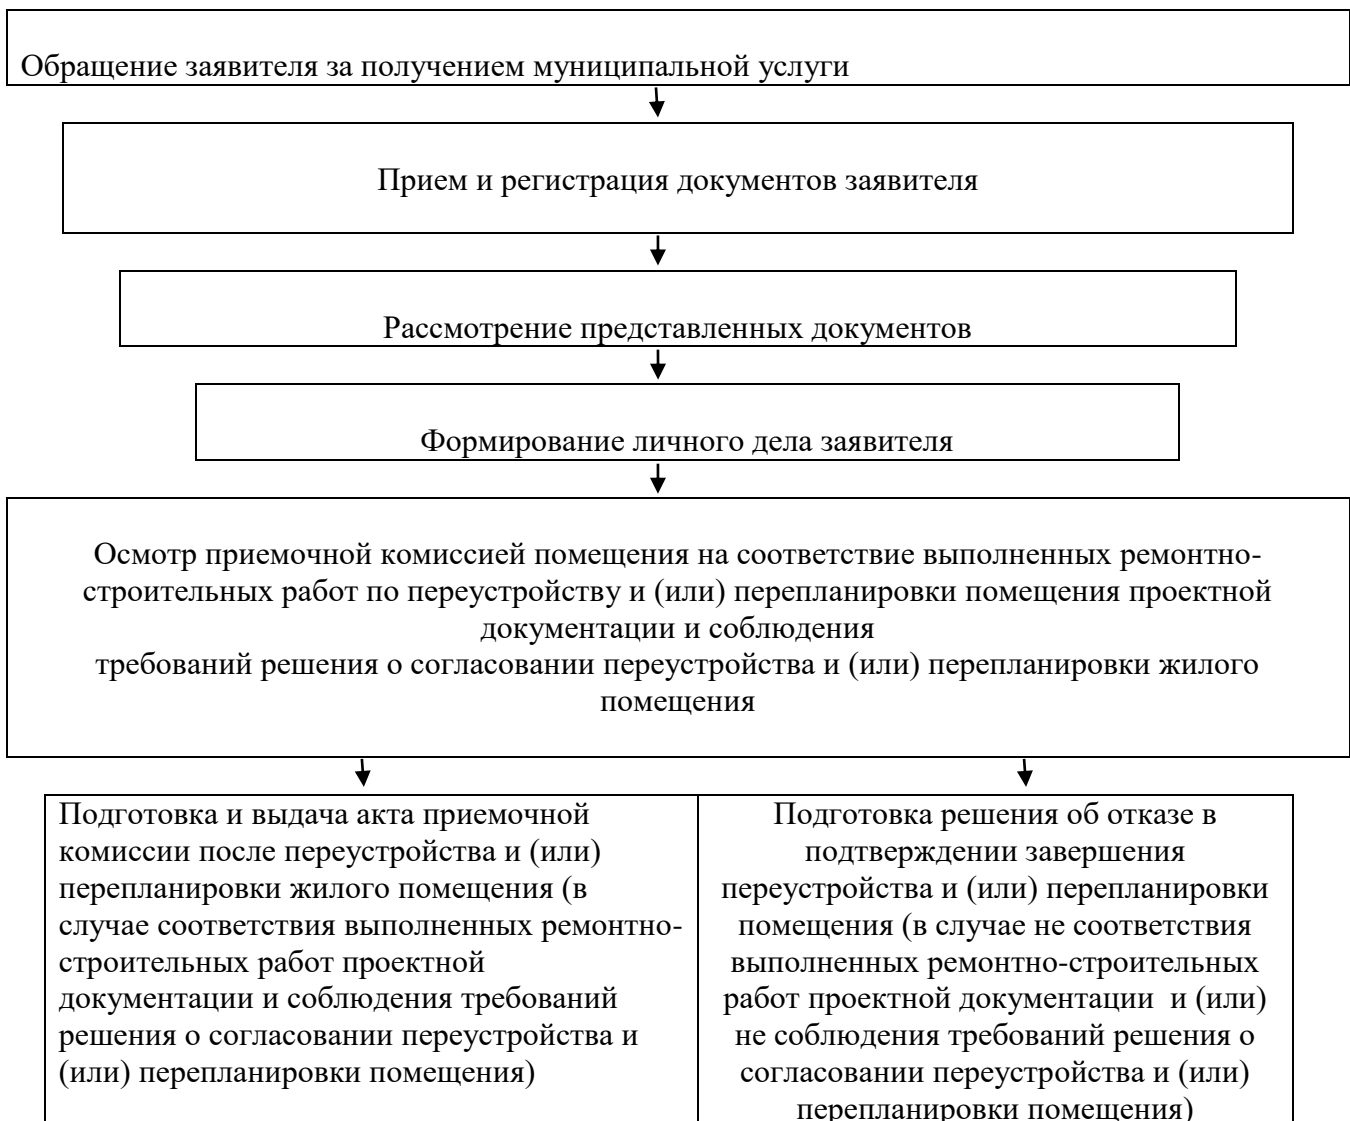 Обращение заявителя за получением муниципальной услуги
Прием и регистрация документов заявителя
Рассмотрение представленных документов
Формирование личного дела заявителя
Осмотр приемочной комиссией помещения на соответствие выполненных ремонтно-
строительных работ по переустройству и (или) перепланировки помещения проектной
документации и соблюдения
требований решения о согласовании переустройства и (или) перепланировки жилого
помещения
Подготовка и выдача акта приемочной
комиссии после переустройства и (или)
перепланировки жилого помещения (в
случае соответствия выполненных ремонтно-
строительных работ проектной
документации и соблюдения требований
решения о согласовании переустройства и
(или) перепланировки помещения)
Подготовка решения об отказе в
подтверждении завершения
переустройства и (или) перепланировки
помещения (в случае не соответствия
выполненных ремонтно-строительных
работ проектной документации  и (или)
не соблюдения требований решения о
согласовании переустройства и (или)
перепланировки помещения)